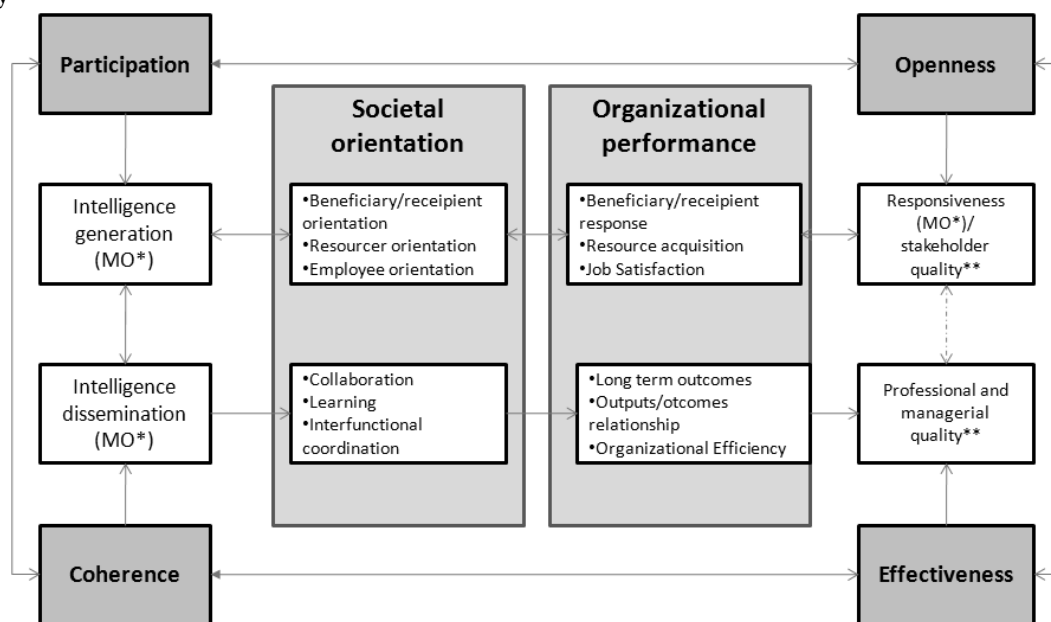 y
Participation
Openness
Societal
orientation
Organizational
performance
Intelligence
generation
(MO*)
•Beneficiary/receipient
orientation
•Resourcer orientation
•Employee orientation
•Beneficiary/receipient
response
•Resource acquisition
•Job Satisfaction
Responsiveness
(MO*)/
stakeholder
quality**
Intelligence
dissemination
(MO*)
•Collaboration
•Learning
•Interfunctional
coordination
•Long term outcomes
•Outputs/otcomes
relationship
•Organizational Efficiency
Professional and
managerial
quality**
Coherence
Effectiveness